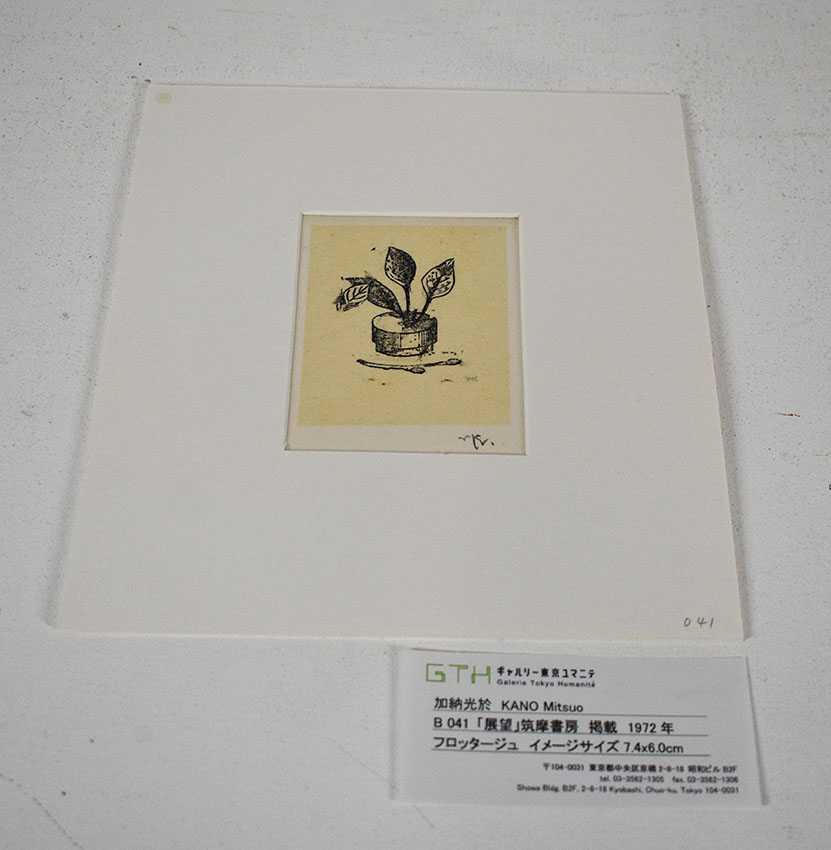 041
GTH ギャルリー東京ユマニテ
Galerie Tokyo Humanité
加納光於 KANO Mitsuo
B 041 「展望」筑摩書房 掲載 1972 年
フロッタージュ イメージサイズ 7.4x6.0cm
〒104-0031 東京都中央区京橋 2-8-18 昭和ビル B2F
tel. 03-3562-1305 fax. 03-3562-1306
Showa Bldg. B2F, 2-8-18 Kyobashi, Chuo-ku, Tokyo 104-0031